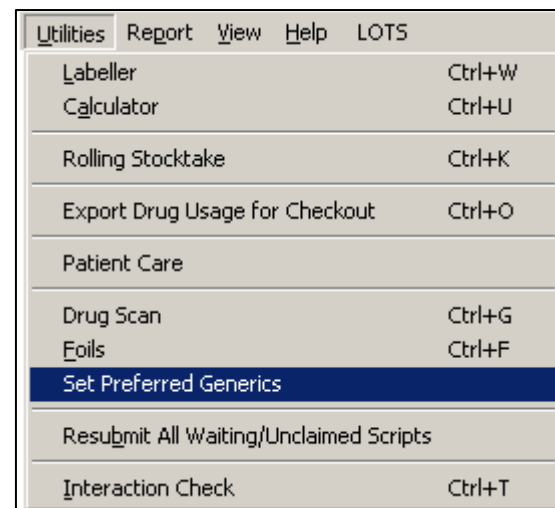 Utilities Report View Help LOTS
Labeller Ctrl+W
Calculator Ctrl+U
Rolling Stocktake Ctrl+K
Export Drug Usage for Checkout Ctrl+O
Patient Care
Drug Scan Ctrl+G
Foils Ctrl+F
Set Preferred Generics
Resubmit All Waiting/Unclaimed Scripts
Interaction Check Ctrl+T